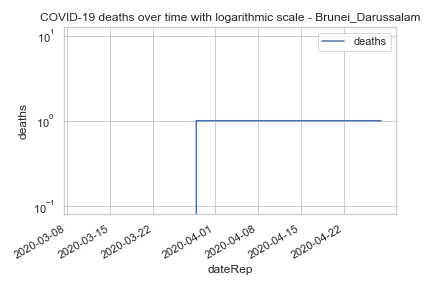 COVID-19 deaths over time with logarithmic scale - Brunei_Darussalam
deaths
10¹
10⁰
10⁻¹
deaths
2020-03-08
2020-03-15
2020-03-22
2020-04-01
2020-04-08
2020-04-15
2020-04-22
dateRep